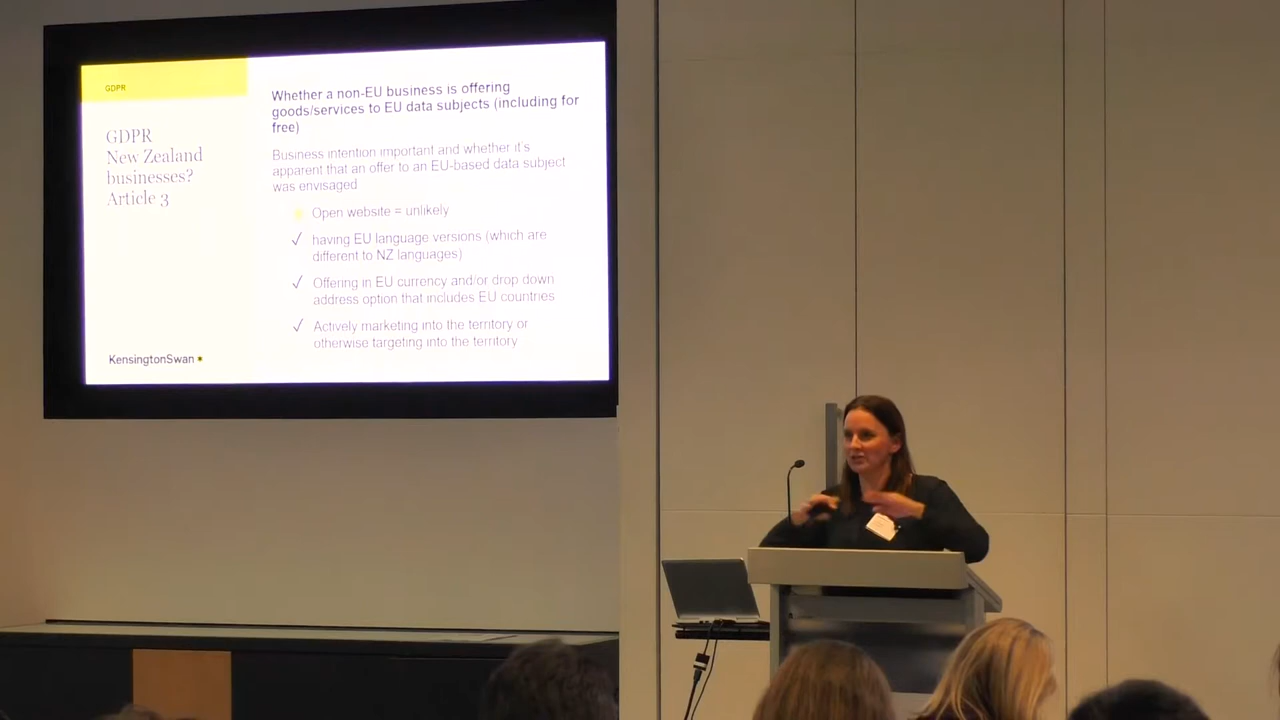 GDPR
GDPR
New Zealand
businesses?
Article 3
KensingtonSwan
Whether a non-EU business is offering
goods/services to EU data subjects (including for
free)
Business intention important and whether it's
apparent that an offer to an EU-based data subject
was envisaged
Open website = unlikely
✓ having EU language versions (which are
different to NZ languages)
✓ Offering in EU currency and/or drop down
address option that includes EU countries
✓ Actively marketing into the territory or
otherwise targeting into the territory